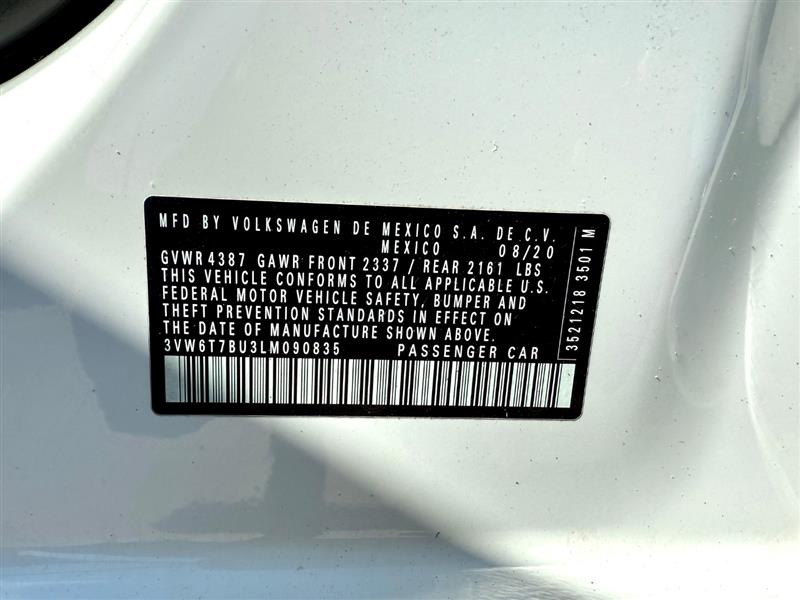 MFD BY VOLKSWAGEN DE MEXICO S.A. DE C.V.
MEXICO 08/20
GVWR 4387 GAWR FRONT 2337 / REAR 2161 LBS
THIS VEHICLE CONFORMS TO ALL APPLICABLE U.S.
FEDERAL MOTOR VEHICLE SAFETY, BUMPER AND
THEFT PREVENTION STANDARDS IN EFFECT ON
THE DATE OF MANUFACTURE SHOWN ABOVE.
3VW6T7BU3LM090835 PASSENGER CAR
3521218 3501 M